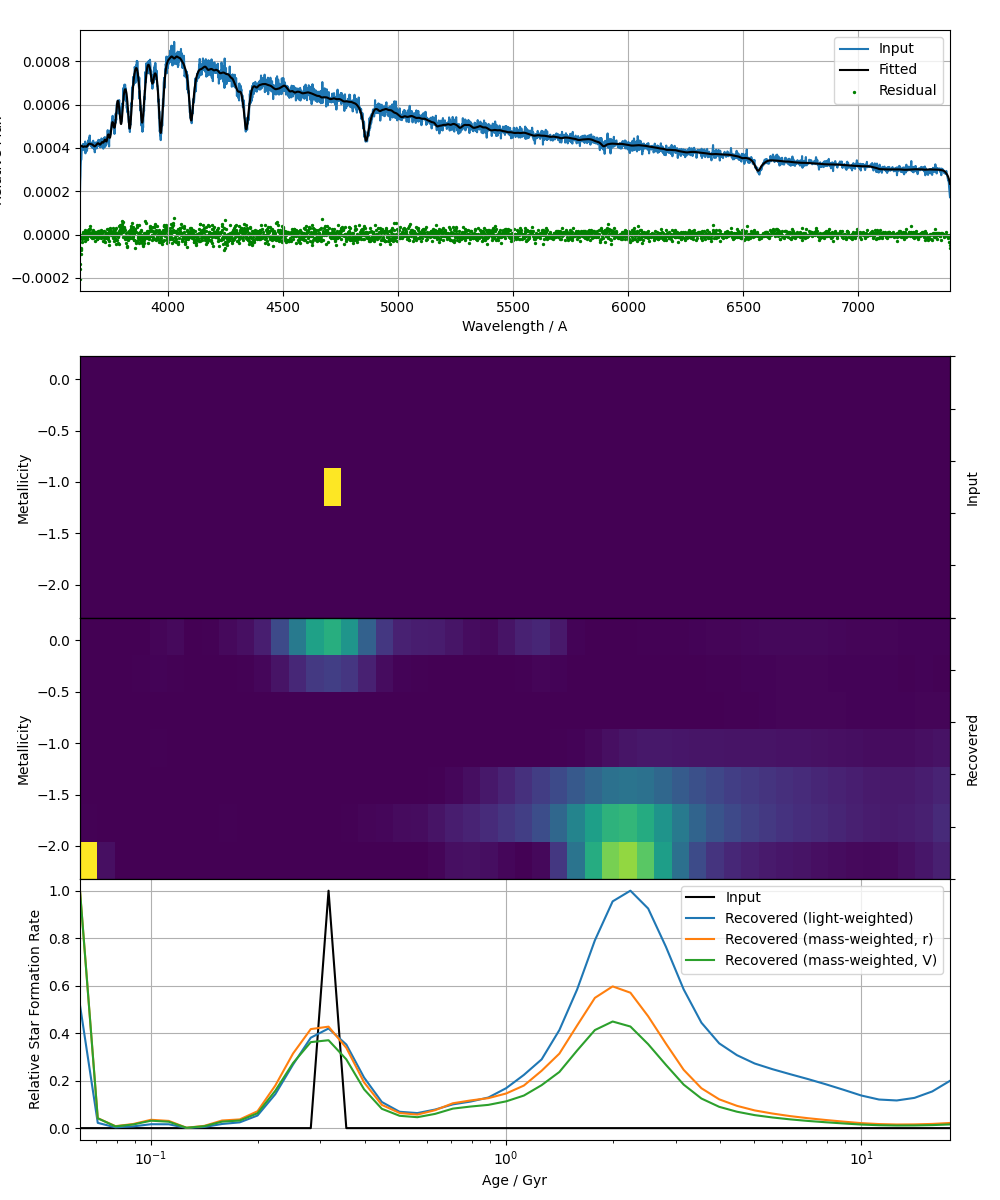 Input
Fitted
Residual
0.0008
0.0006
0.0004
0.0002
0.0000
−0.0002
4000 4500 5000 5500 6000 6500 7000
Wavelength / A
0.0
−0.5
−1.0
−1.5
−2.0
Metallicity
Input
0.0
−0.5
−1.0
−1.5
−2.0
Metallicity
Recovered
1.0
0.8
0.6
0.4
0.2
0.0
Relative Star Formation Rate
Input
Recovered (light-weighted)
Recovered (mass-weighted, r)
Recovered (mass-weighted, V)
10⁻¹ 10⁰ 10¹
Age / Gyr